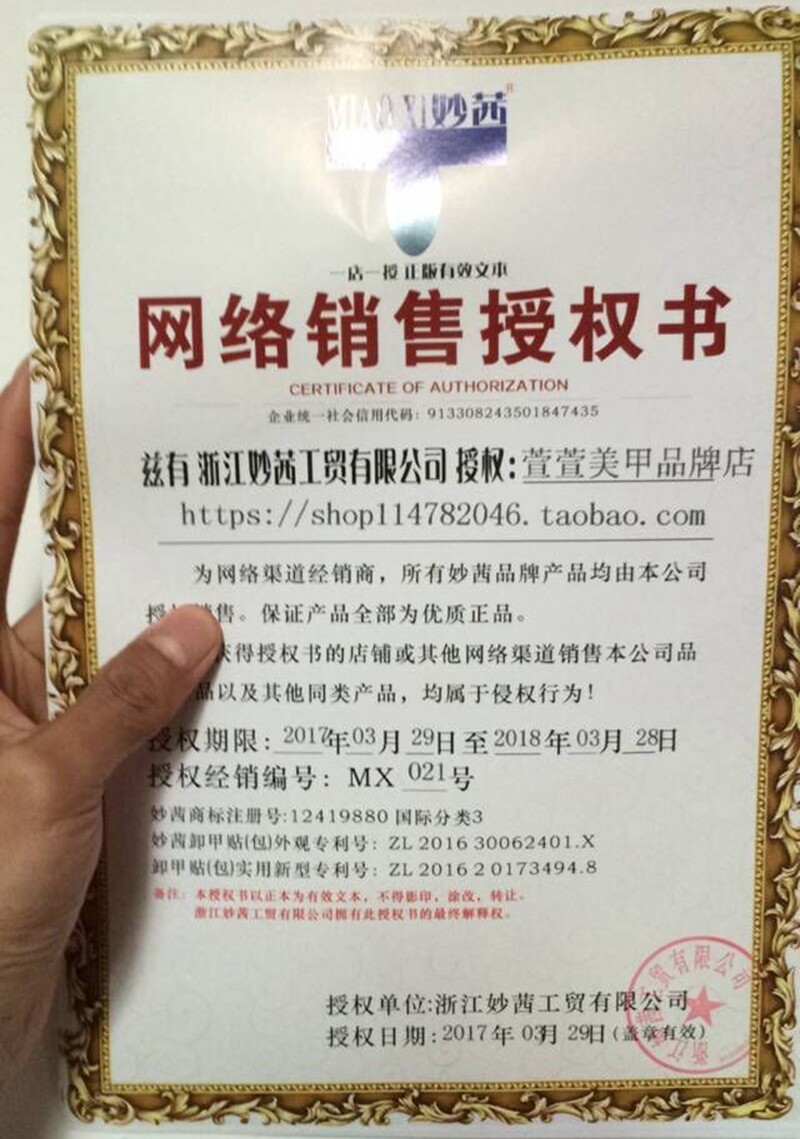 MIAO XI妙茜®
一店一授 正版有效文本
网络销售授权书
CERTIFICATE OF AUTHORIZATION
企业统一社会信用代码: 913308243501847435
兹有 浙江妙茜工贸有限公司 授权:萱萱美甲品牌店
https://shop114782046.taobao.com
为网络渠道经销商，所有妙茜品牌产品均由本公司
授权销售。保证产品全部为优质正品。
获得授权书的店铺或其他网络渠道销售本公司品
品以及其他同类产品，均属于侵权行为!
授权期限: 2017年03月29日至2018年03月28日
授权经销编号: MX 021号
妙茜商标注册号:12419880 国际分类3
妙茜卸甲贴(包)外观专利号: ZL 2016 30062401.X
卸甲贴(包)实用新型专利号: ZL 2016 2 0173494.8
备注: 本授权书以正本为有效文本，不得影印，涂改，转让。
浙江妙茜工贸有限公司拥有此授权书的最终解释权。
授权单位:浙江妙茜工贸有限公司
授权日期:2017年03月29日(盖章有效)